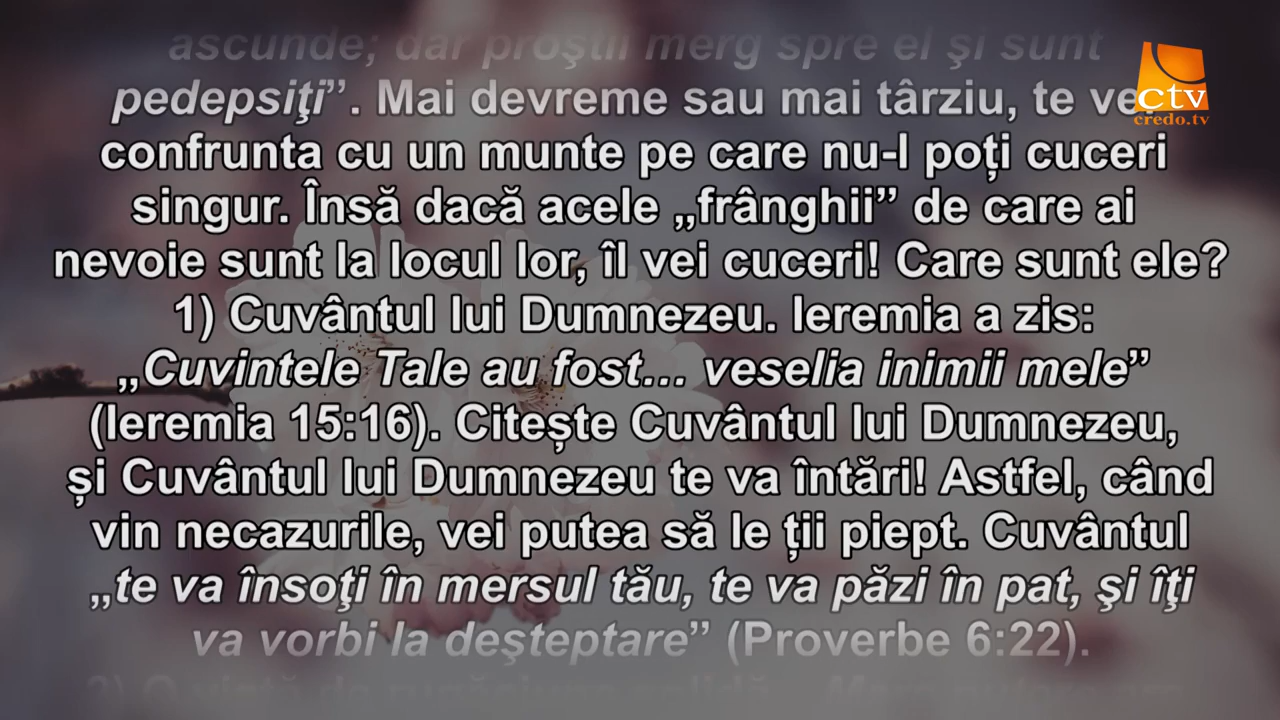 ascunde; dar proştii merg spre el şi sunt
pedepsiţi”. Mai devreme sau mai târziu, te vei
confrunta cu un munte pe care nu-l poți cuceri
singur. Însă dacă acele „frânghii” de care ai
nevoie sunt la locul lor, îl vei cuceri! Care sunt ele?
1) Cuvântul lui Dumnezeu. Ieremia a zis:
„Cuvintele Tale au fost… veselia inimii mele”
(Ieremia 15:16). Citește Cuvântul lui Dumnezeu,
și Cuvântul lui Dumnezeu te va întări! Astfel, când
vin necazurile, vei putea să le ții piept. Cuvântul
„te va însoţi în mersul tău, te va păzi în pat, şi îţi
va vorbi la deşteptare” (Proverbe 6:22).
2) O viață de rugăciune solidă.
ctv
credo.tv